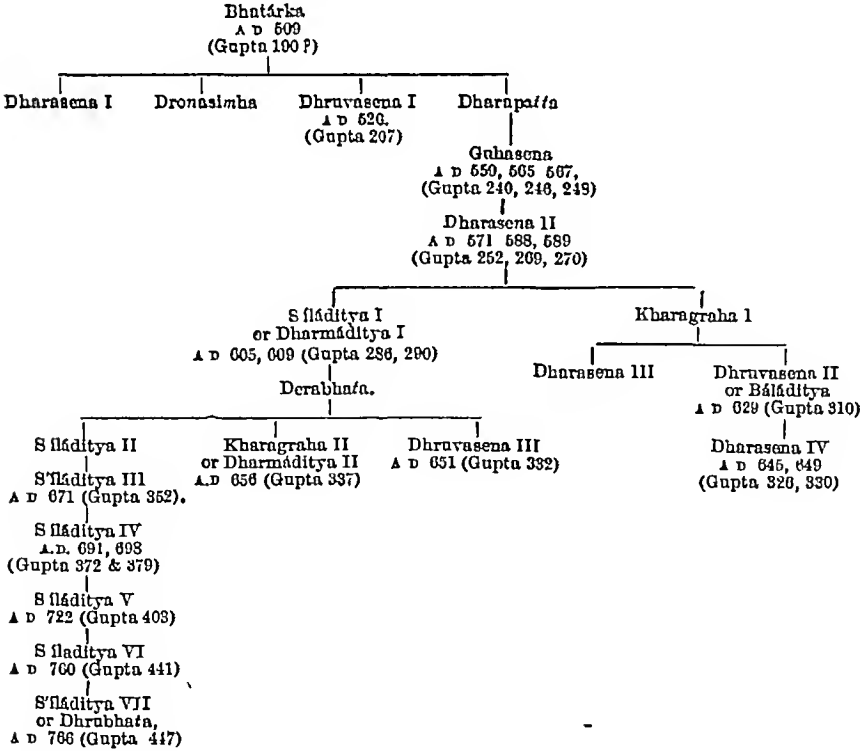 Bhatárka
A D 509
(Gupta 190 ?)
Dharasena I
Dronasimha
Dhruvasena I
A D 526.
(Gupta 207)
Dharapatta
Guhasena
A D 559, 565 567,
(Gupta 240, 246, 248)
Dharasena II
A D 571 588, 589
(Gupta 252, 269, 270)
S íláditya I
or Dharmáditya I
A D 605, 609 (Gupta 286, 290)
Kharagraha I
Derabhata.
Dharasena III
Dhruvasena II
or Báláditya
A D 629 (Gupta 310)
S íláditya II
Kharagraha II
or Dharmáditya II
A.D 656 (Gupta 337)
Dhruvasena III
A D 651 (Gupta 332)
Dharasena IV
A D 645, 649
(Gupta 326, 330)
S'íláditya III
A D 671 (Gupta 352).
S íláditya IV
A.D. 691, 698
(Gupta 372 & 379)
S íláditya V
A D 722 (Gupta 403)
S íladitya VI
A D 760 (Gupta 441)
S'íláditya VII
or Dhrubhata,
A D 766 (Gupta 447)